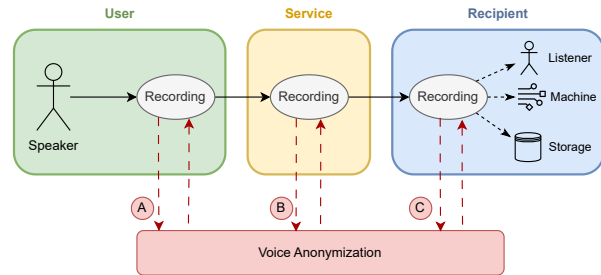 User
Service
Recipient
Speaker
Recording
Recording
Recording
Listener
Machine
Storage
A
B
C
Voice Anonymization